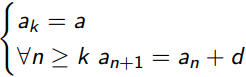 a_k = a
∀n ≥ k a_{n+1} = a_n + d